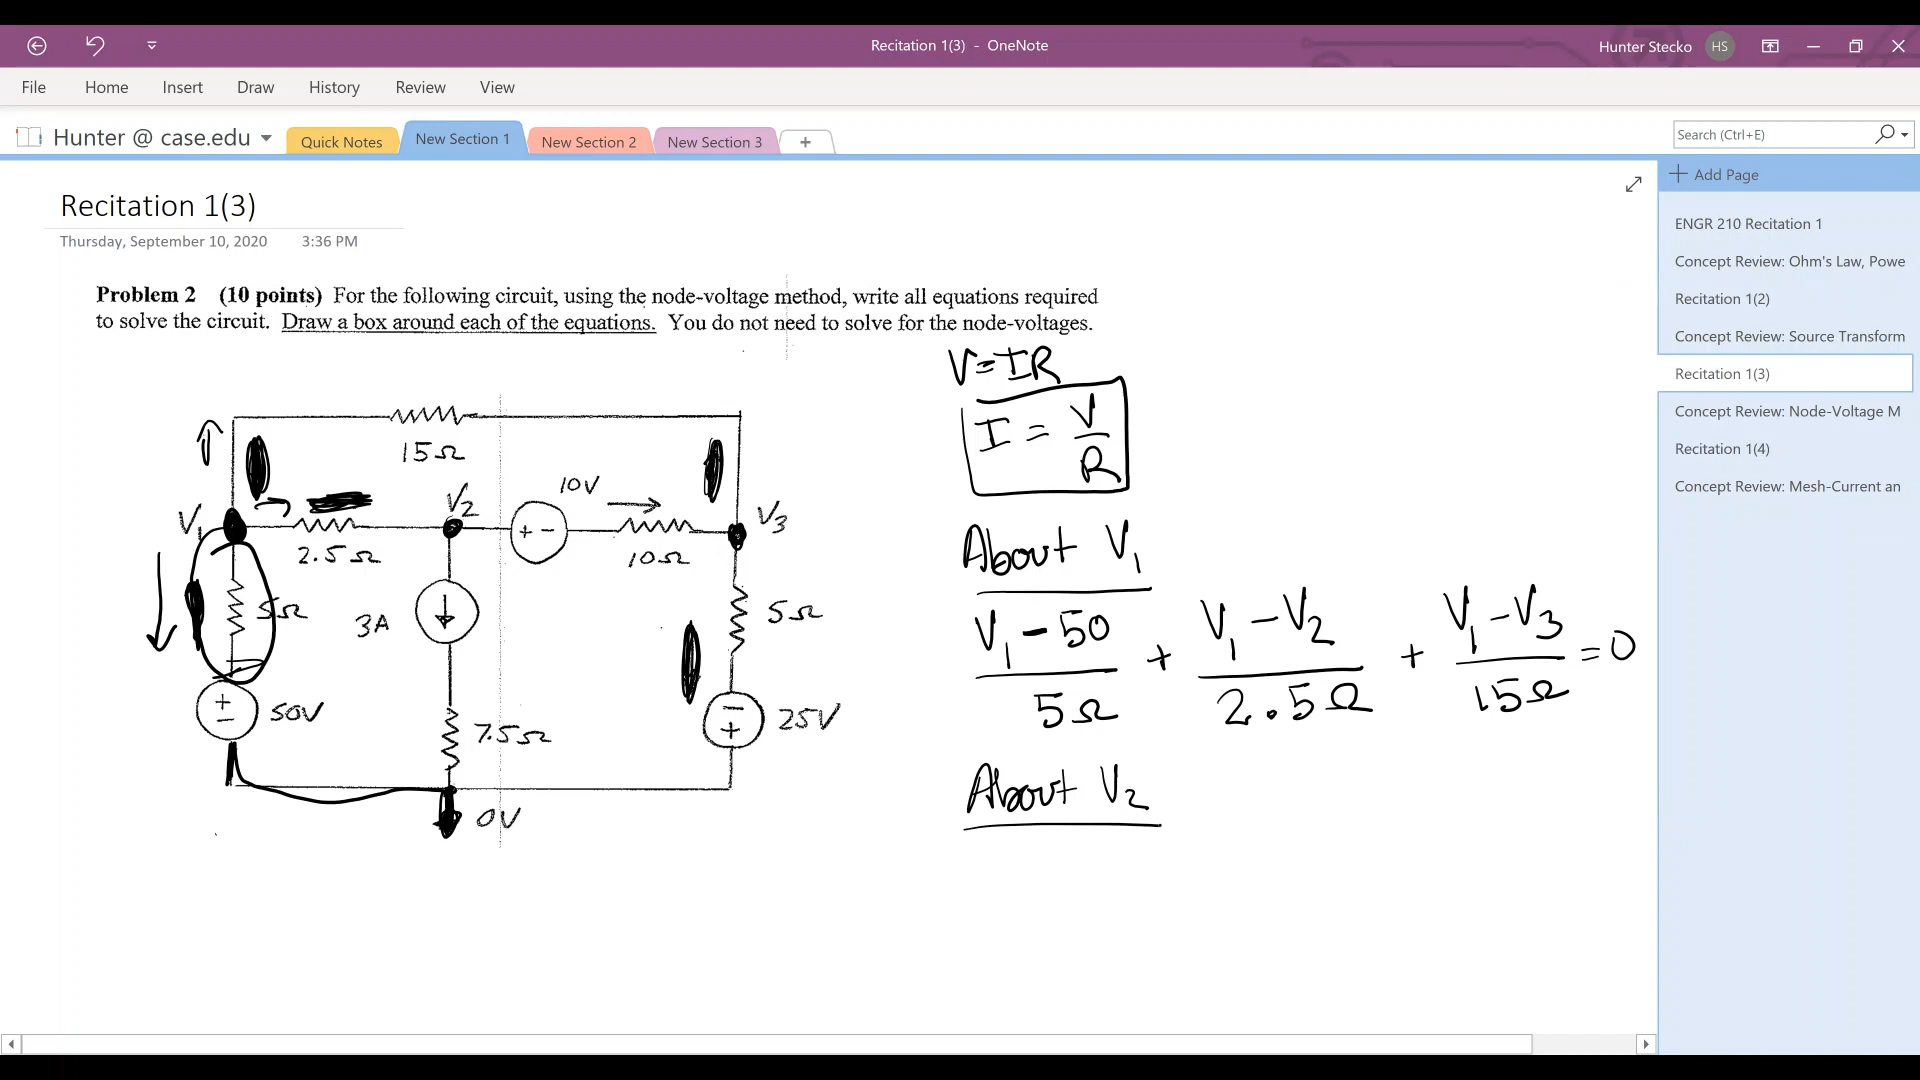 Recitation 1(3) - OneNote
Hunter Stecko HS
File Home Insert Draw History Review View
Hunter @ case.edu Quick Notes New Section 1 New Section 2 New Section 3 +
Search (Ctrl+E)
Add Page
ENGR 210 Recitation 1
Concept Review: Ohm's Law, Powe
Recitation 1(2)
Concept Review: Source Transform
Recitation 1(3)
Concept Review: Node-Voltage M
Recitation 1(4)
Concept Review: Mesh-Current an
Recitation 1(3)
Thursday, September 10, 2020 3:36 PM
Problem 2 (10 points) For the following circuit, using the node-voltage method, write all equations required
to solve the circuit. Draw a box around each of the equations. You do not need to solve for the node-voltages.
15Ω
V₁
2.5Ω
V₂
10V
+ -
10Ω
V₃
5Ω
3A
5Ω
+
-
50V
7.5Ω
-
+
25V
0V
V=IR
I = V/R
About V₁
V₁-50/5Ω + V₁-V₂/2.5Ω + V₁-V₃/15Ω = 0
About V₂